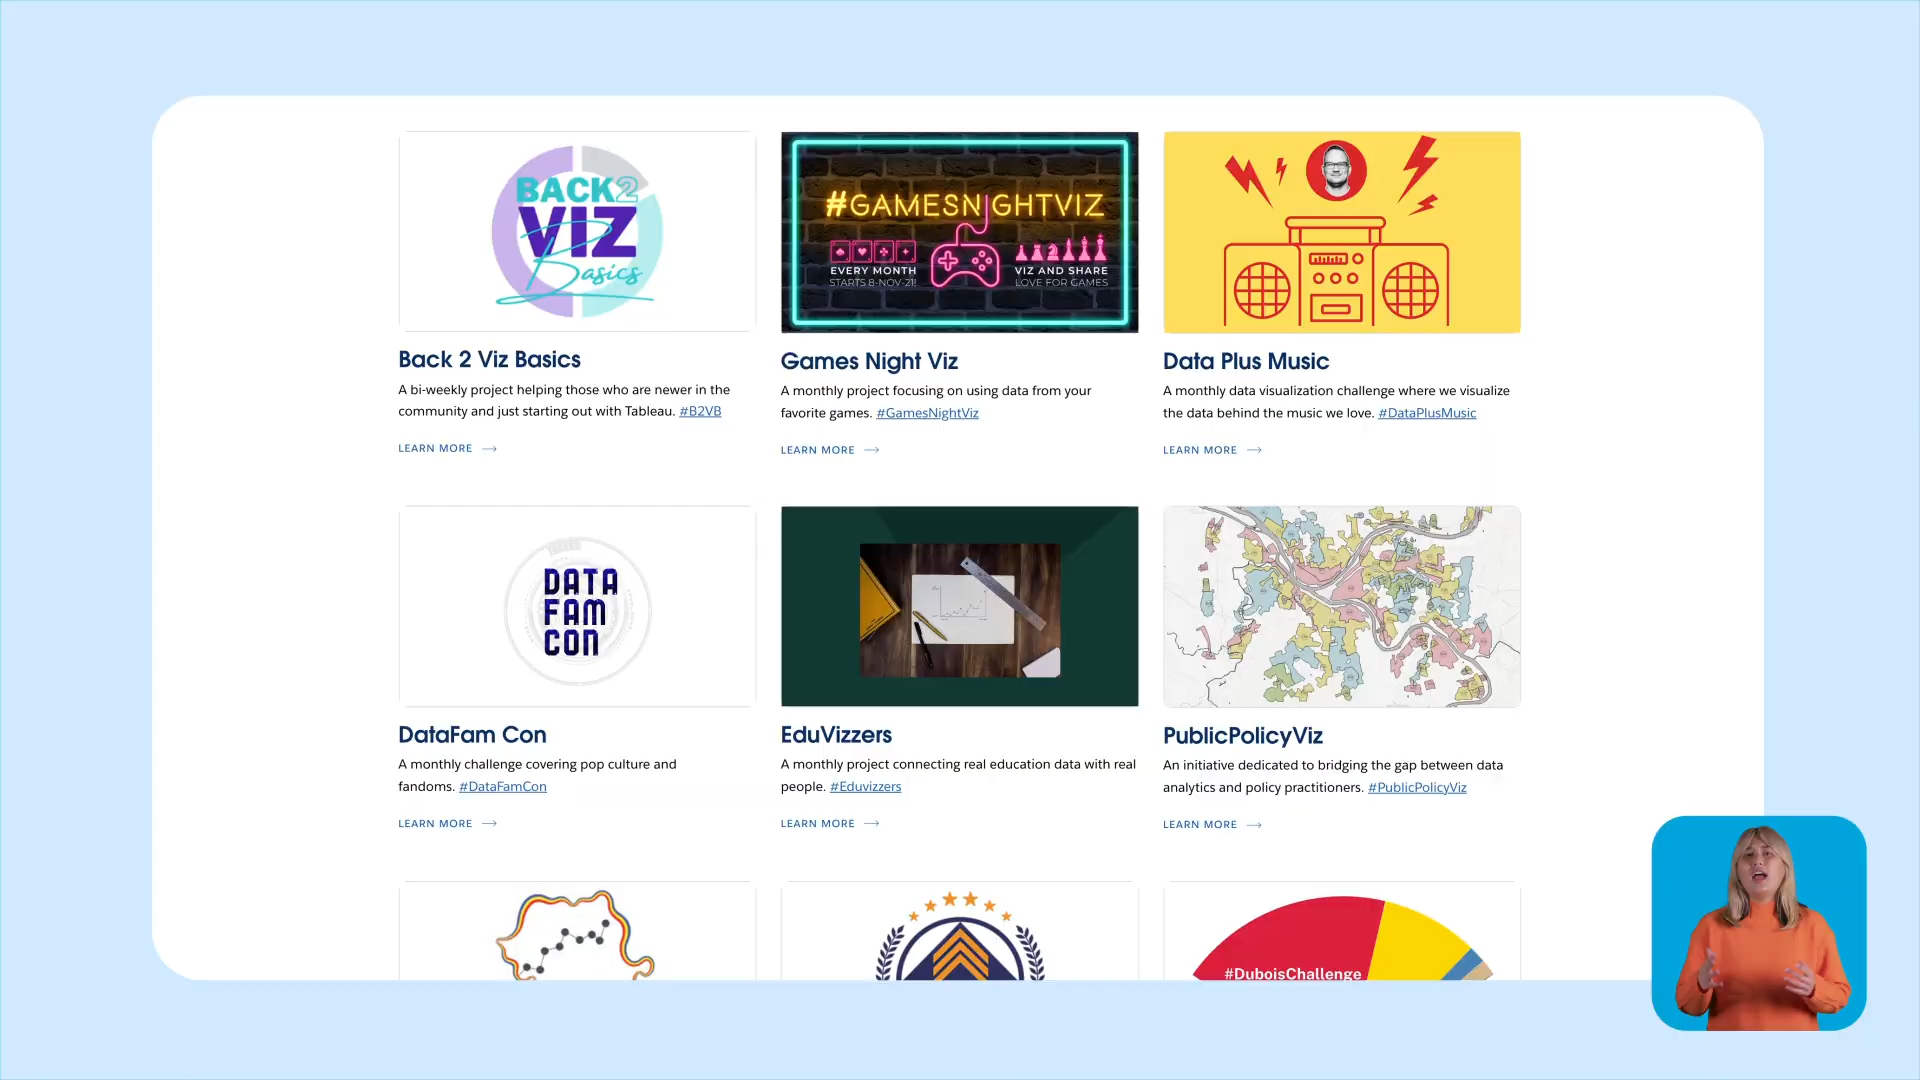 BACK2
VIZ
Basics
Back 2 Viz Basics
A bi-weekly project helping those who are newer in the
community and just starting out with Tableau. #B2VB
LEARN MORE
#GAMESNIGHTVIZ
EVERY MONTH
STARTS 8-NOV-21!
VIZ AND SHARE
LOVE FOR GAMES
Games Night Viz
A monthly project focusing on using data from your
favorite games. #GamesNightViz
LEARN MORE
Data Plus Music
A monthly data visualization challenge where we visualize
the data behind the music we love. #DataPlusMusic
LEARN MORE
DATA
FAM
CON
DataFam Con
A monthly challenge covering pop culture and
fandoms. #DataFamCon
LEARN MORE
EduVizzers
A monthly project connecting real education data with real
people. #Eduvizzers
LEARN MORE
PublicPolicyViz
An initiative dedicated to bridging the gap between data
analytics and policy practitioners. #PublicPolicyViz
LEARN MORE
#DuboisChallenge